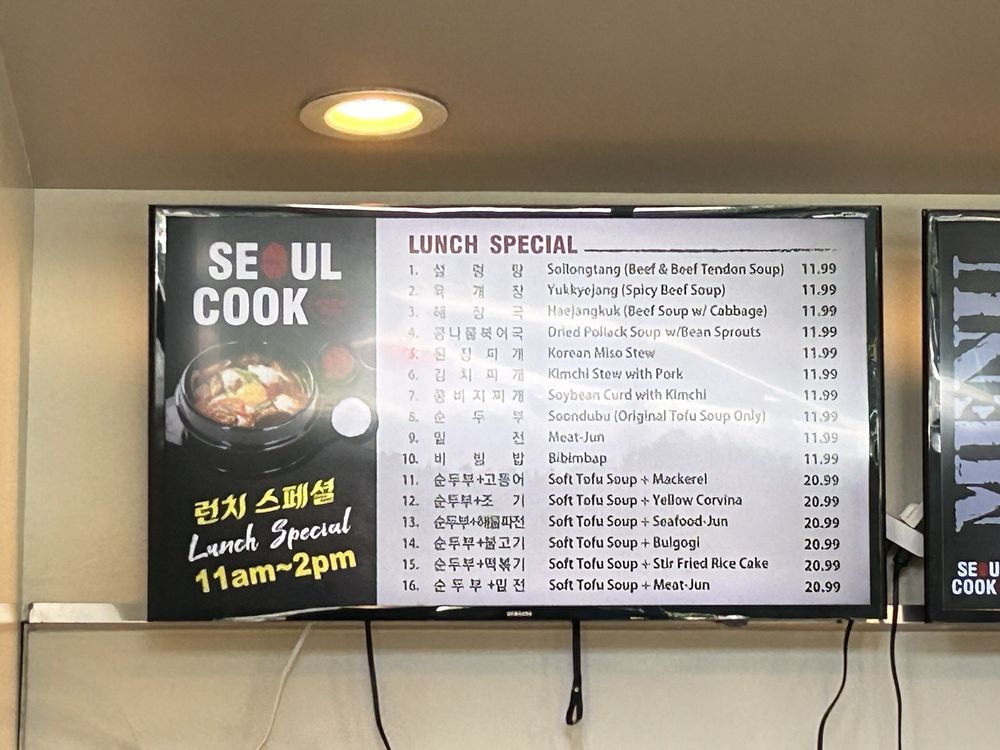 SEOUL
COOK
런치 스페셜
Lunch Special
11am~2pm
LUNCH SPECIAL
1. 설 렁 탕 Sollongtang (Beef & Beef Tendon Soup) 11.99
2. 육 개 장 Yukkyejang (Spicy Beef Soup) 11.99
3. 해 장 국 Haejangkuk (Beef Soup w/ Cabbage) 11.99
4. 콩나물북어국 Dried Pollack Soup w/Bean Sprouts 11.99
5. 된 장 찌 개 Korean Miso Stew 11.99
6. 김 치 찌 개 Kimchi Stew with Pork 11.99
7. 콩 비 지 찌 개 Soybean Curd with Kimchi 11.99
8. 순 두 부 Soondubu (Original Tofu Soup Only) 11.99
9. 밑 전 Meat-Jun 11.99
10. 비 빔 밥 Bibimbap 11.99
11. 순두부+고등어 Soft Tofu Soup + Mackerel 20.99
12. 순두부+조 기 Soft Tofu Soup + Yellow Corvina 20.99
13. 순두부+해물파전 Soft Tofu Soup + Seafood-Jun 20.99
14. 순두부+불고기 Soft Tofu Soup + Bulgogi 20.99
15. 순두부+떡볶기 Soft Tofu Soup + Stir Fried Rice Cake 20.99
16. 순 두 부 +밑 전 Soft Tofu Soup + Meat-Jun 20.99
SEOU
COOK